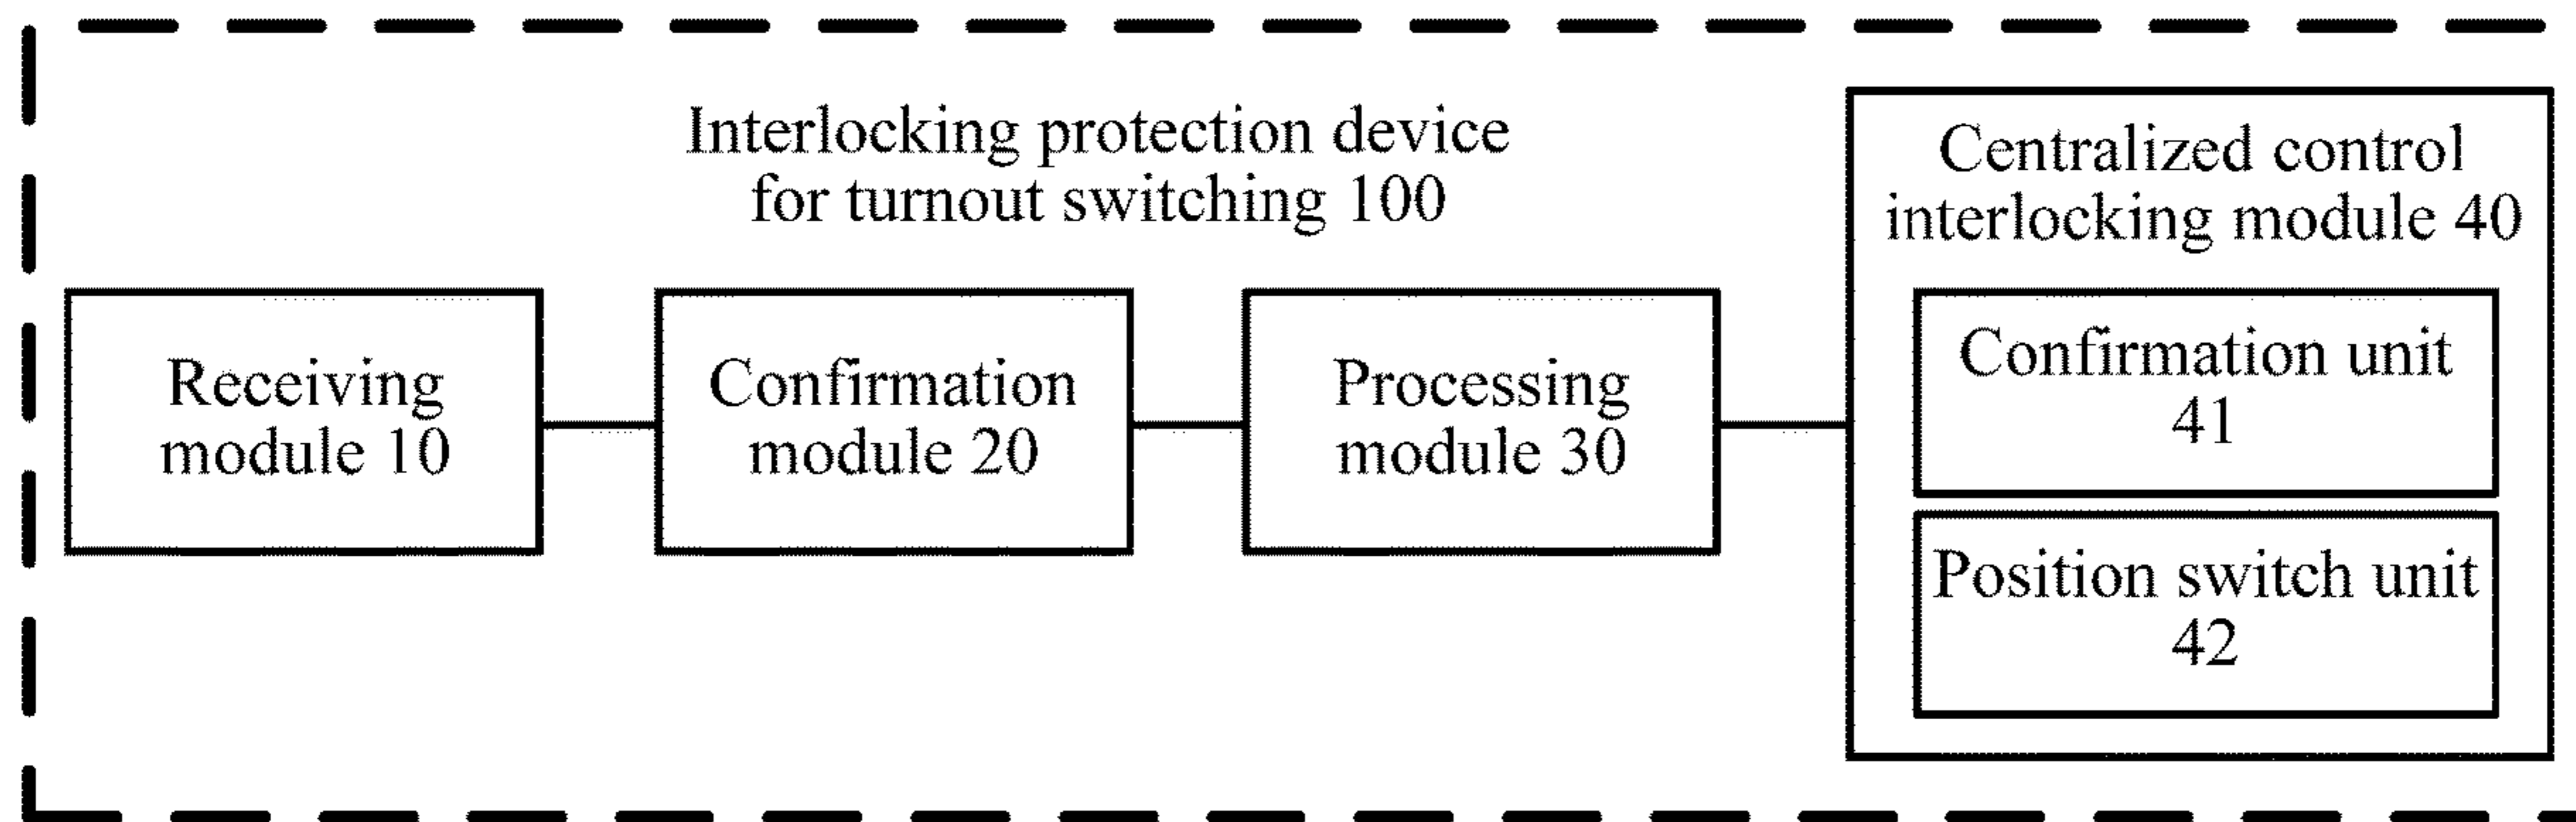 Interlocking protection device
for turnout switching 100
Receiving
module 10
Confirmation
module 20
Processing
module 30
Centralized control
interlocking module 40
Confirmation unit
41
Position switch unit
42